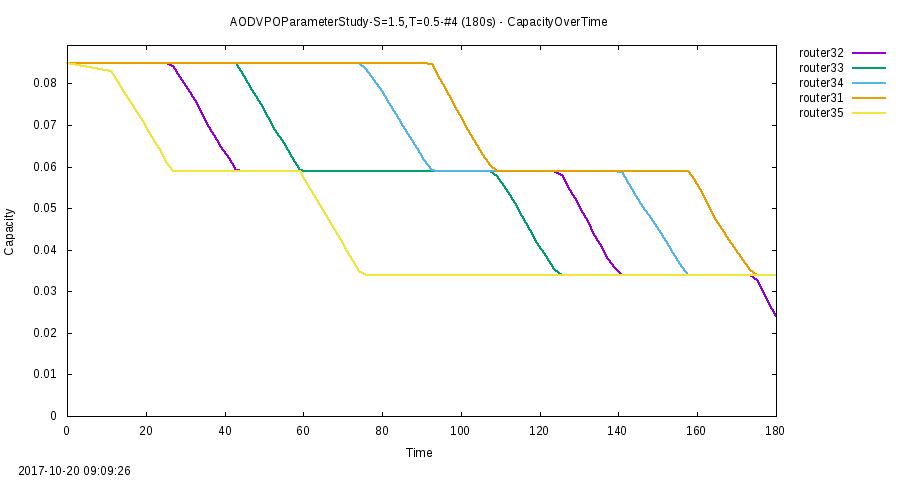 AODVPOParameterStudy-S=1.5,T=0.5-#4 (180s) - CapacityOverTime
router32
router33
router34
router31
router35
Capacity
0.08
0.07
0.06
0.05
0.04
0.03
0.02
0.01
0
0 20 40 60 80 100 120 140 160 180
Time
2017-10-20 09:09:26